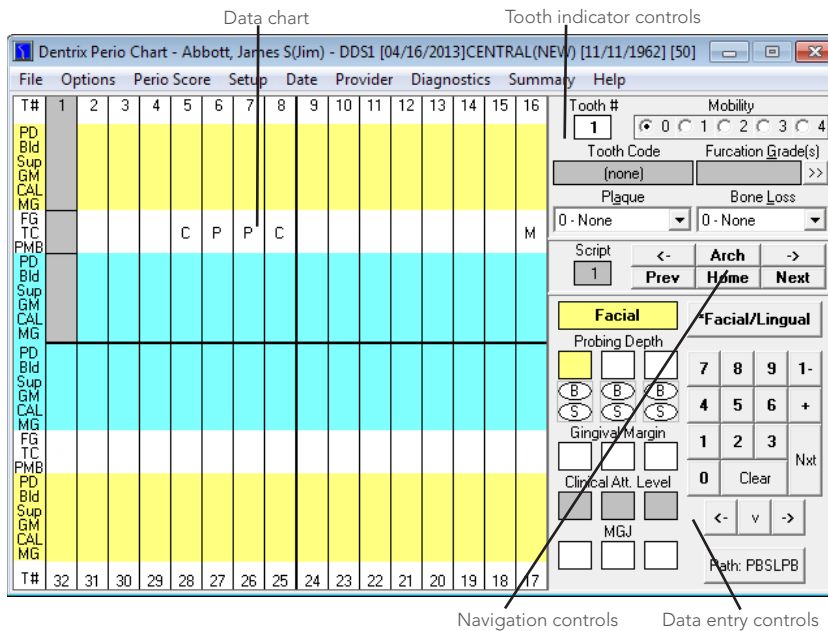 Data chart Tooth indicator controls
Dentrix Perio Chart - Abbott, James S(Jim) - DDS1 [04/16/2013]CENTRAL(NEW) [11/11/1962] [50]
File Options Perio Score Setup Date Provider Diagnostics Summary Help
T# 1 2 3 4 5 6 7 8 9 10 11 12 13 14 15 16
PD
Bld
Sup
GM
CAL
MG
FG
TC C P P C M
PMB
PD
Bld
Sup
GM
CAL
MG
PD
Bld
Sup
GM
CAL
MG
FG
TC
PMB
PD
Bld
Sup
GM
CAL
MG
T# 32 31 30 29 28 27 26 25 24 23 22 21 20 19 18 17
Tooth # Mobility
1 0 1 2 3 4
Tooth Code Furcation Grade(s)
(none) >>
Plaque Bone Loss
0 - None 0 - None
Script <- Arch ->
1 Prev Home Next
Facial *Facial/Lingual
Probing Depth
7 8 9 1-
B B B
S S S
4 5 6 +
Gingival Margin
1 2 3 Nxt
0 Clear
Clinical Att. Level
<- v ->
MGJ
Path: PBSLPB
Navigation controls Data entry controls